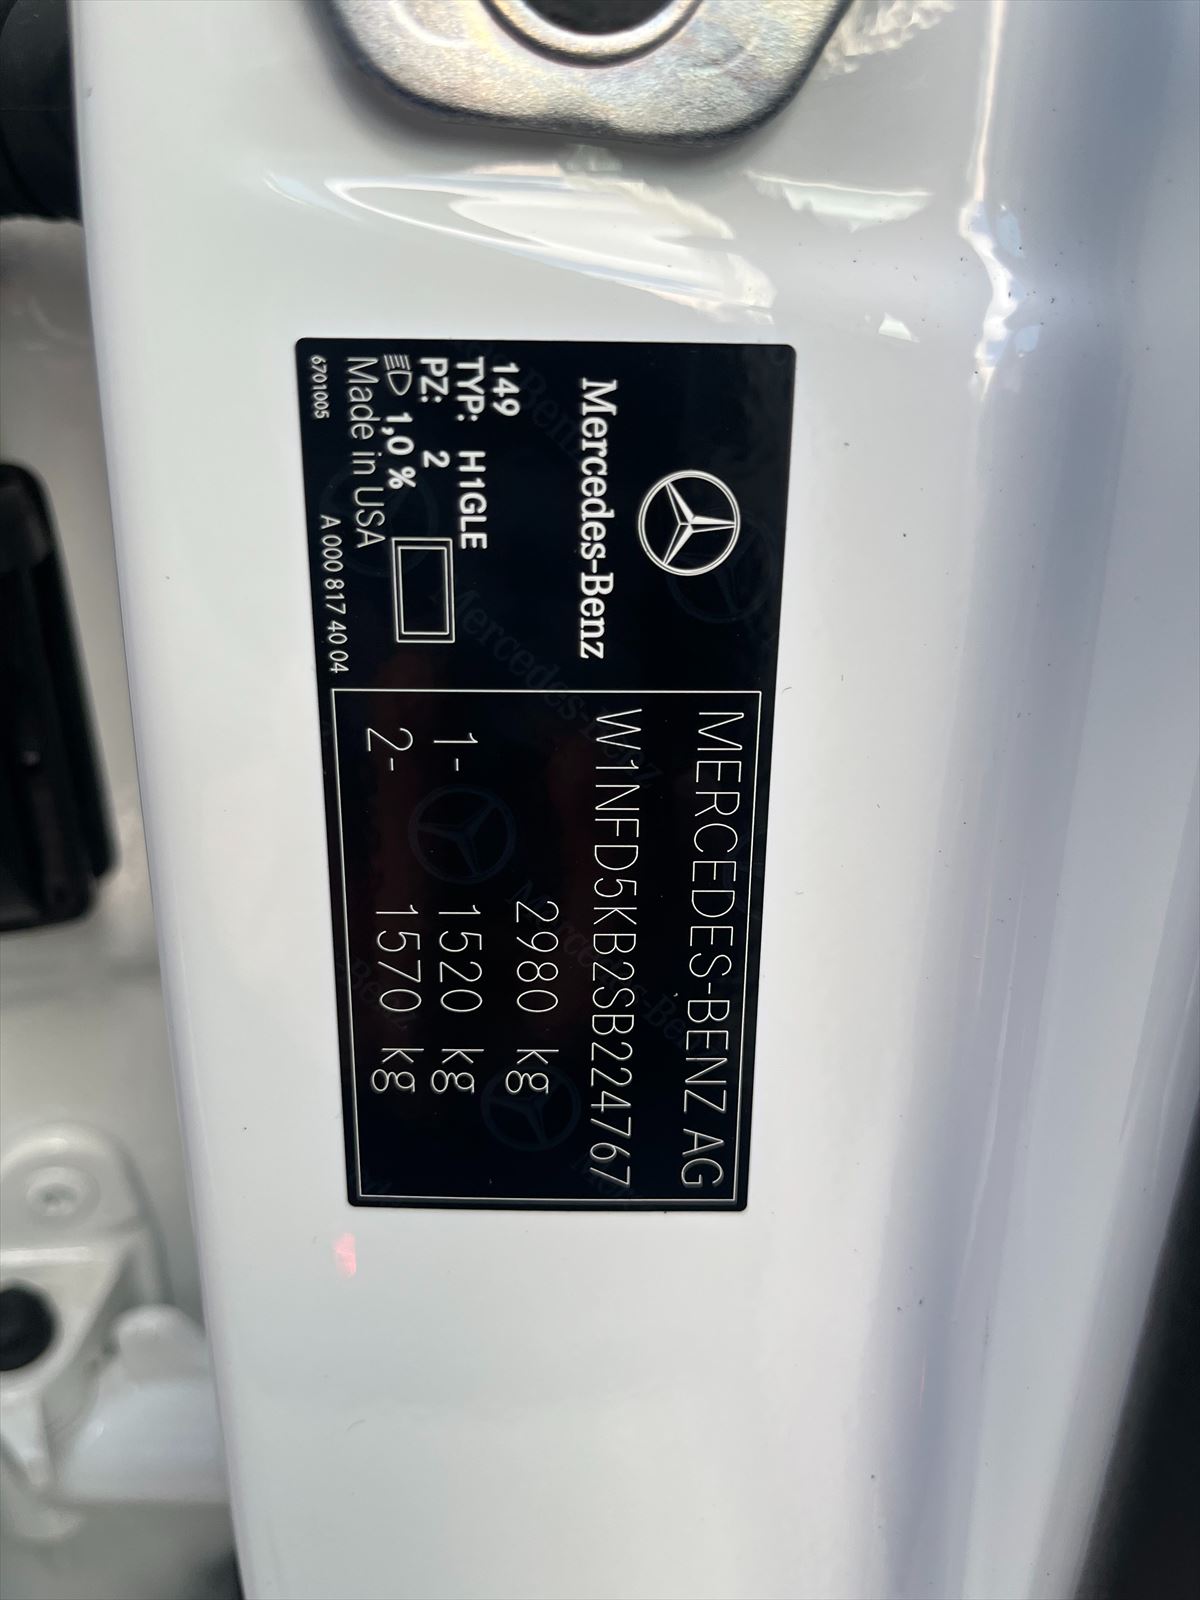 Mercedes-Benz
149
TYP: H1GLE
PZ: 2
1,0 %
Made in USA
6701005
A 000 817 40 04
MERCEDES-BENZ AG
W1NFD5KB2SB224767
2980 kg
1- 1520 kg
2- 1570 kg